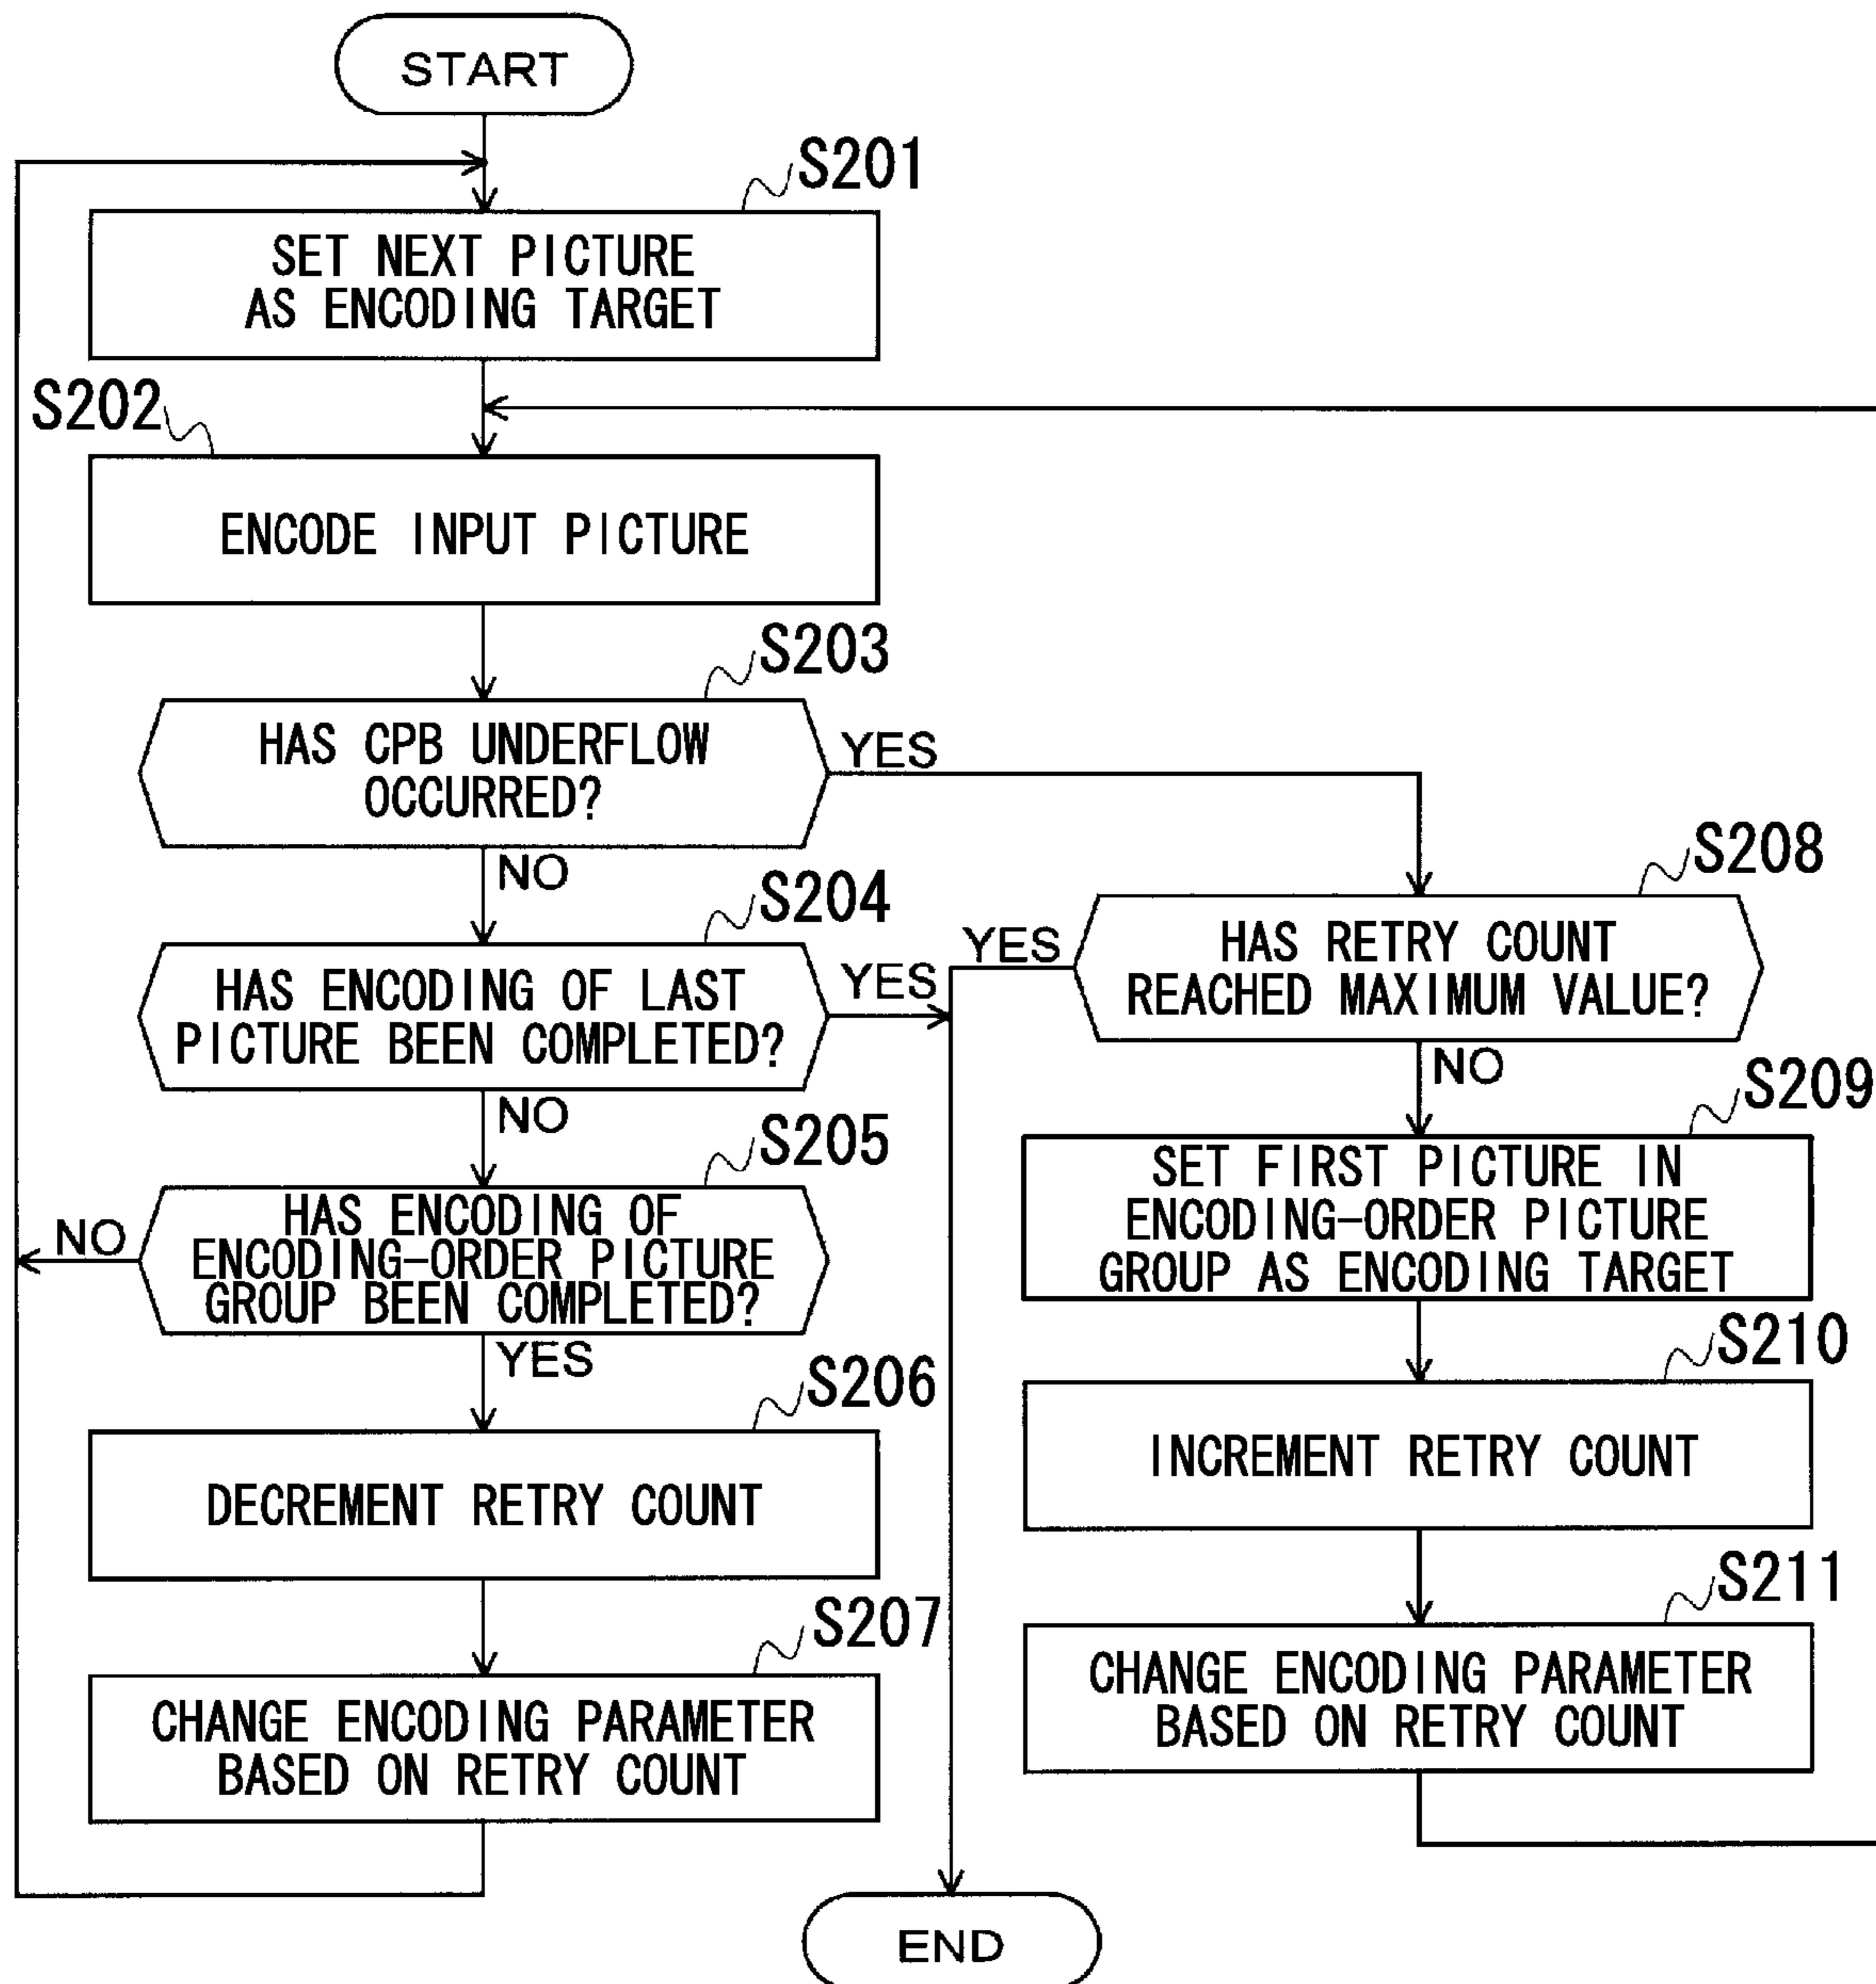 START
S201
SET NEXT PICTURE
AS ENCODING TARGET
S202
ENCODE INPUT PICTURE
S203
HAS CPB UNDERFLOW
OCCURRED?
YES
NO
S204
HAS ENCODING OF LAST
PICTURE BEEN COMPLETED?
YES
NO
S205
HAS ENCODING OF
ENCODING-ORDER PICTURE
GROUP BEEN COMPLETED?
NO
YES
S206
DECREMENT RETRY COUNT
S207
CHANGE ENCODING PARAMETER
BASED ON RETRY COUNT
S208
HAS RETRY COUNT
REACHED MAXIMUM VALUE?
YES
NO
S209
SET FIRST PICTURE IN
ENCODING-ORDER PICTURE
GROUP AS ENCODING TARGET
S210
INCREMENT RETRY COUNT
S211
CHANGE ENCODING PARAMETER
BASED ON RETRY COUNT
END